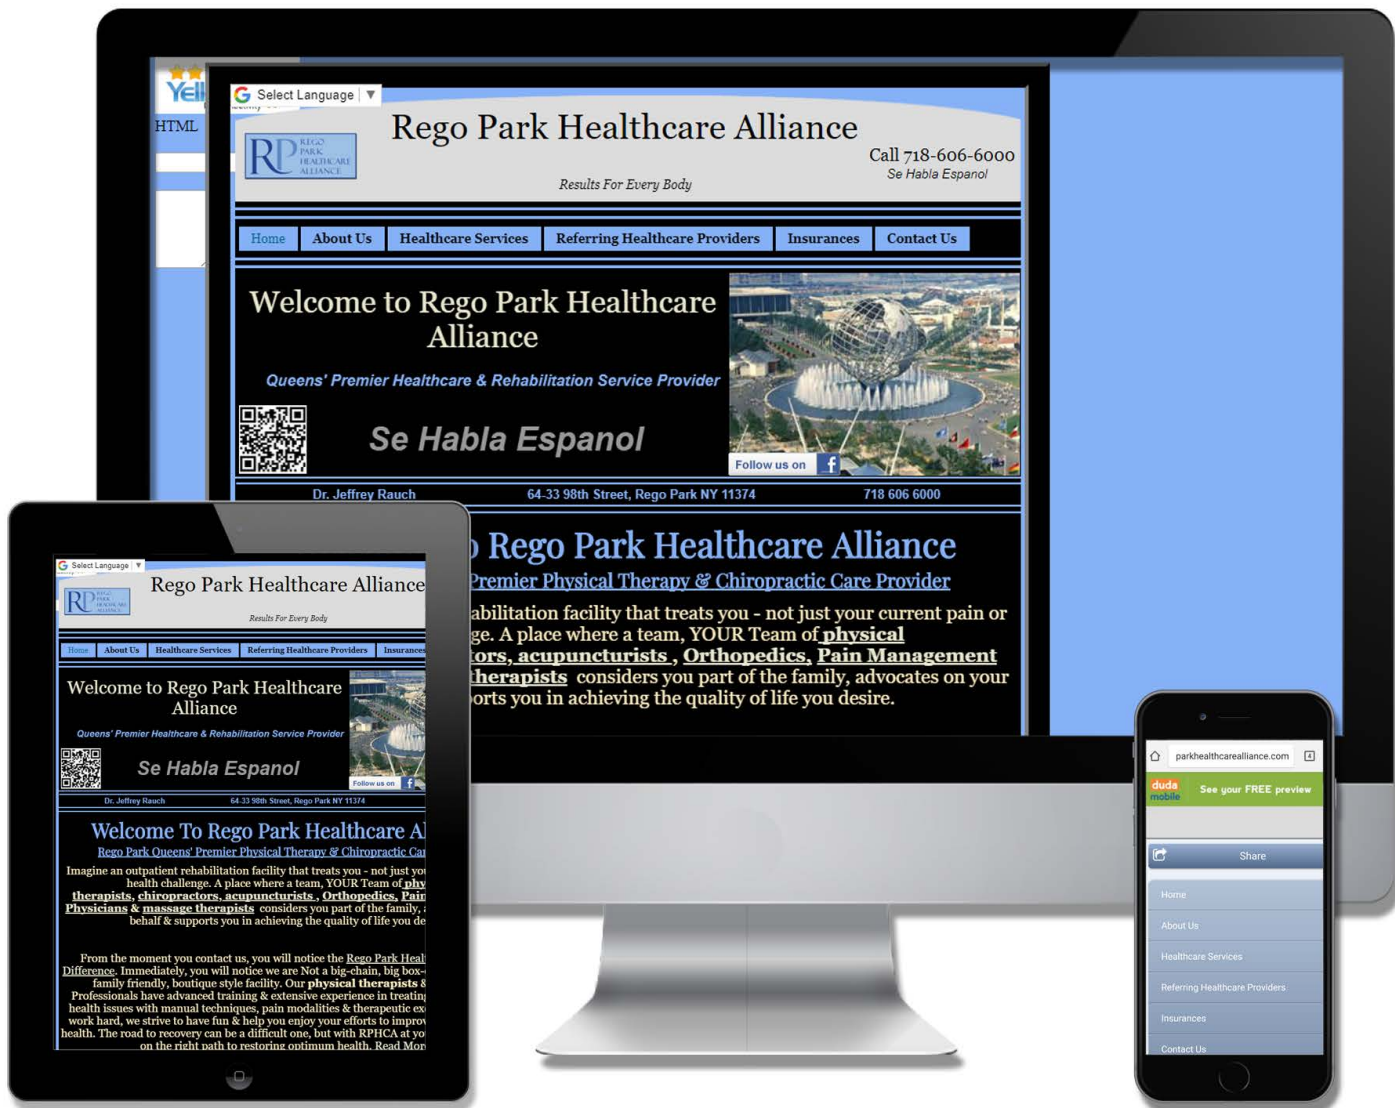 Yell
HTML
Select Language
Rego Park Healthcare Alliance
RP REGO
PARK
HEALTHCARE
ALLIANCE
Call 718-606-6000
Se Habla Espanol
Results For Every Body
Home About Us Healthcare Services Referring Healthcare Providers Insurances Contact Us
Welcome to Rego Park Healthcare
Alliance
Queens' Premier Healthcare & Rehabilitation Service Provider
Se Habla Espanol
Follow us on f
Dr. Jeffrey Rauch 64-33 98th Street, Rego Park NY 11374 718 606 6000
Rego Park Healthcare Alliance
Premier Physical Therapy & Chiropractic Care Provider
abilitation facility that treats you - not just your current pain or
ge. A place where a team, YOUR Team of physical
tors, acupuncturists , Orthopedics, Pain Management
therapists considers you part of the family, advocates on your
orts you in achieving the quality of life you desire.
Select Language
Rego Park Healthcare Alliance
RP REGO
PARK
HEALTHCARE
ALLIANCE
Results For Every Body
Home About Us Healthcare Services Referring Healthcare Providers Insurances
Welcome to Rego Park Healthcare
Alliance
Queens' Premier Healthcare & Rehabilitation Service Provider
Se Habla Espanol
Follow us on f
Dr. Jeffrey Rauch 64-33 98th Street, Rego Park NY 11374
Welcome To Rego Park Healthcare Al
Rego Park Queens' Premier Physical Therapy & Chiropractic Car
Imagine an outpatient rehabilitation facility that treats you - not just you
health challenge. A place where a team, YOUR Team of phy
therapists, chiropractors, acupuncturists , Orthopedics, Pain
Physicians & massage therapists considers you part of the family,
behalf & supports you in achieving the quality of life you de
From the moment you contact us, you will notice the Rego Park Heal
Difference. Immediately, you will notice we are Not a big-chain, big box-
family friendly, boutique style facility. Our physical therapists &
Professionals have advanced training & extensive experience in treating
health issues with manual techniques, pain modalities & therapeutic exe
work hard, we strive to have fun & help you enjoy your efforts to improv
health. The road to recovery can be a difficult one, but with RPHCA at yo
on the right path to restoring optimum health. Read Mor
parkhealthcarealliance.com 4
duda
mobile
See your FREE preview
Share
Home
About Us
Healthcare Services
Referring Healthcare Providers
Insurances
Contact Us